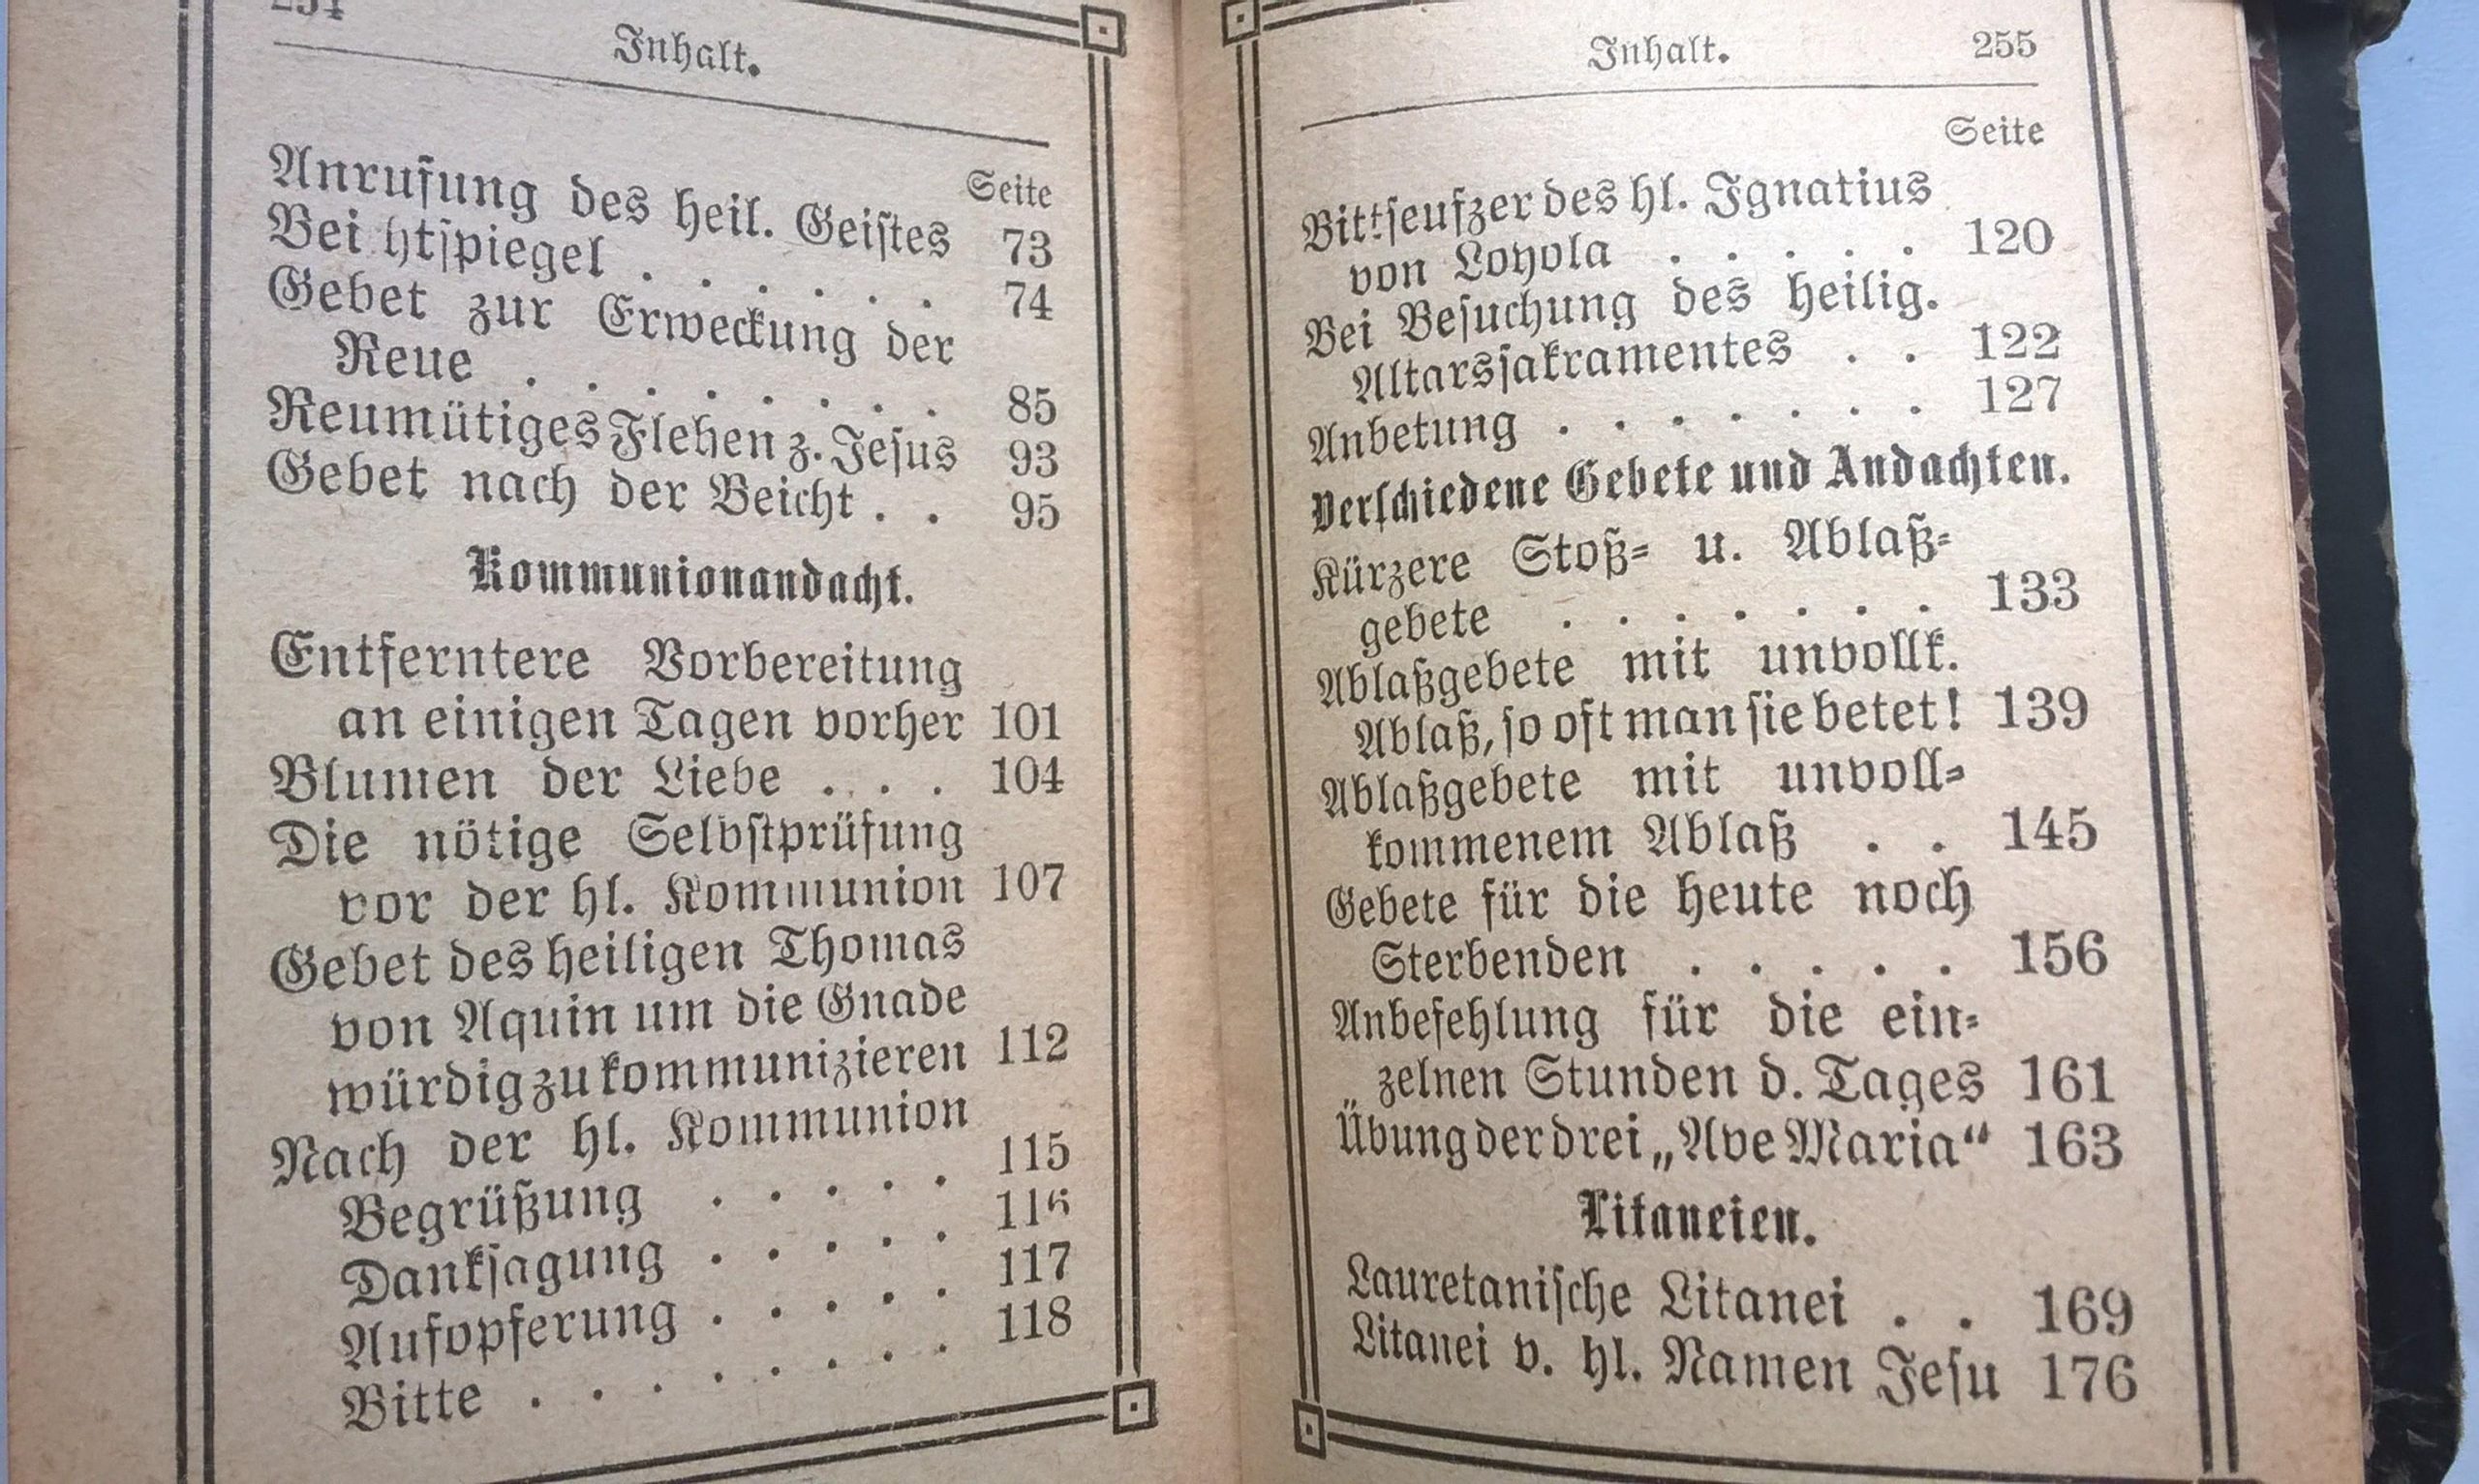 254
Inhalt.
Seite
Anrufung des heil. Geistes 73
Bei htspiegel . . . . . . 74
Gebet zur Erweckung der
Reue . . . . . . . . 85
Reumütiges Flehen z. Jesus 93
Gebet nach der Beicht . . 95
Kommunionandacht.
Entferntere Vorbereitung
an einigen Tagen vorher 101
Blumen der Liebe . . . 104
Die nötige Selbstprüfung
vor der hl. Kommunion 107
Gebet des heiligen Thomas
von Aquin um die Gnade
würdig zu kommunizieren 112
Nach der hl. Kommunion
Begrüßung . . . . . 115
Danksagung . . . . . 116
Aufopferung . . . . . 117
Bitte . . . . . . . . 118
Inhalt. 255
Seite
Bittseufzer des hl. Ignatius
von Loyola . . . . . 120
Bei Besuchung des heilig.
Altarssakramentes . . 122
Anbetung . . . . . . . 127
Verschiedene Gebete und Andachten.
Kürzere Stoß- u. Ablaß-
gebete . . . . . . . 133
Ablaßgebete mit unvollk.
Ablaß, so oft man sie betet! 139
Ablaßgebete mit unvoll-
kommenem Ablaß . . 145
Gebete für die heute noch
Sterbenden . . . . . 156
Anbefehlung für die ein-
zelnen Stunden d. Tages 161
Übung der drei „Ave Maria“ 163
Litaneien.
Lauretanische Litanei . . 169
Litanei v. hl. Namen Jesu 176